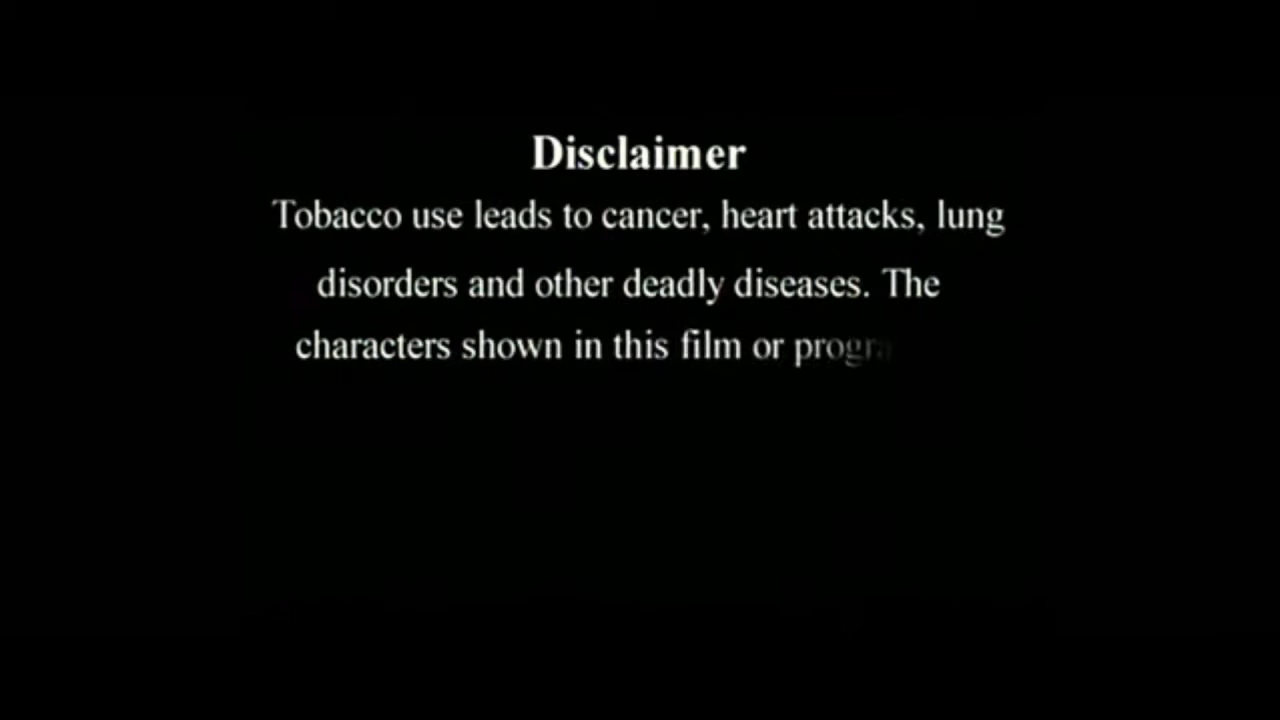 Disclaimer
Tobacco use leads to cancer, heart attacks, lung
disorders and other deadly diseases. The
characters shown in this film or progra